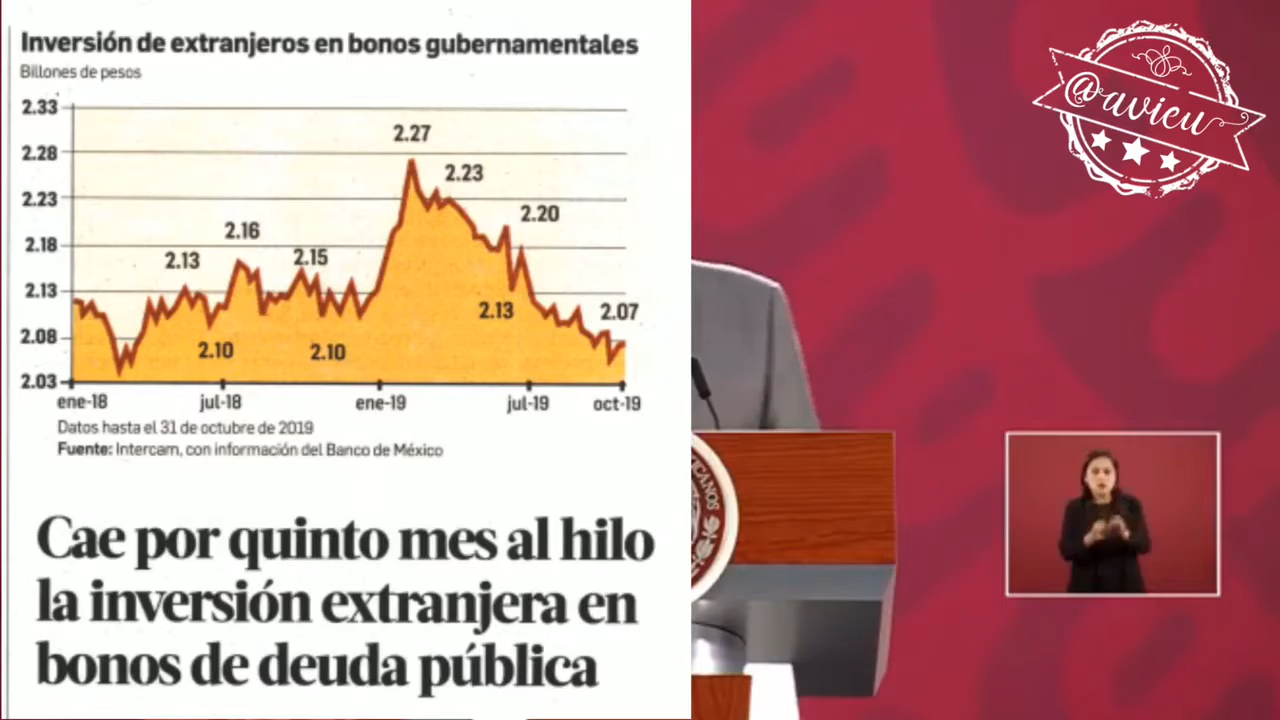 Inversión de extranjeros en bonos gubernamentales
Billones de pesos
2.33
2.28
2.23
2.18
2.13
2.08
2.03
2.13
2.16
2.10
2.15
2.10
2.27
2.23
2.20
2.13
2.07
ene-18
jul-18
ene-19
jul-19
oct-19
Datos hasta el 31 de octubre de 2019
Fuente: Intercam, con información del Banco de México
Cae por quinto mes al hilo
la inversión extranjera en
bonos de deuda pública
@avieu